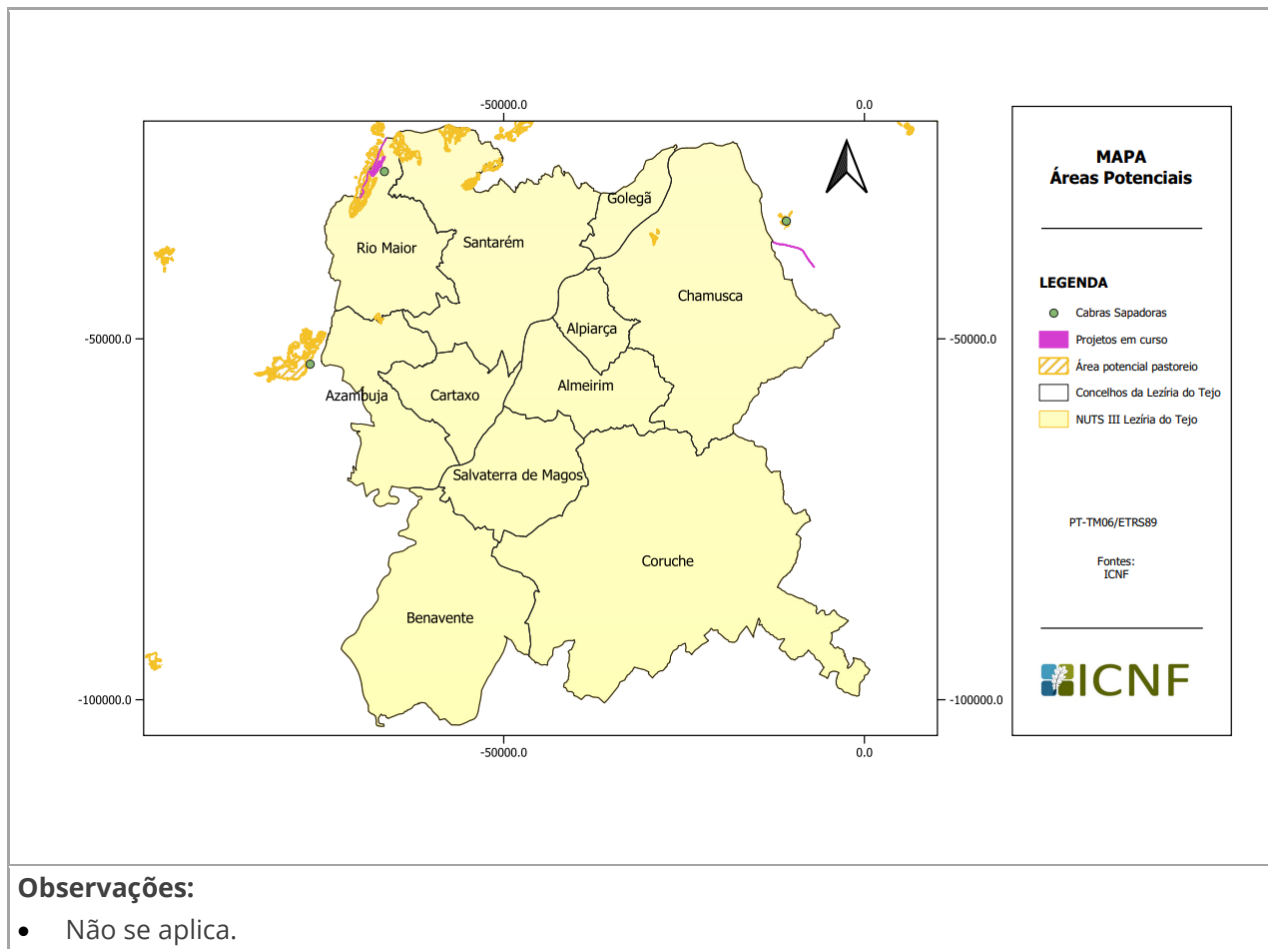 -50000.0 0.0
Golegã
Rio Maior
Santarém
Chamusca
Alpiarça
-50000.0
-50000.0
Almeirim
Azambuja
Cartaxo
Salvaterra de Magos
Coruche
Benavente
-100000.0
-100000.0
-50000.0 0.0
MAPA
Áreas Potenciais
LEGENDA
Cabras Sapadoras
Projetos em curso
Área potencial pastoreio
Concelhos da Lezíria do Tejo
NUTS III Lezíria do Tejo
PT-TM06/ETRS89
Fontes:
ICNF
ICNF
Observações:
• Não se aplica.